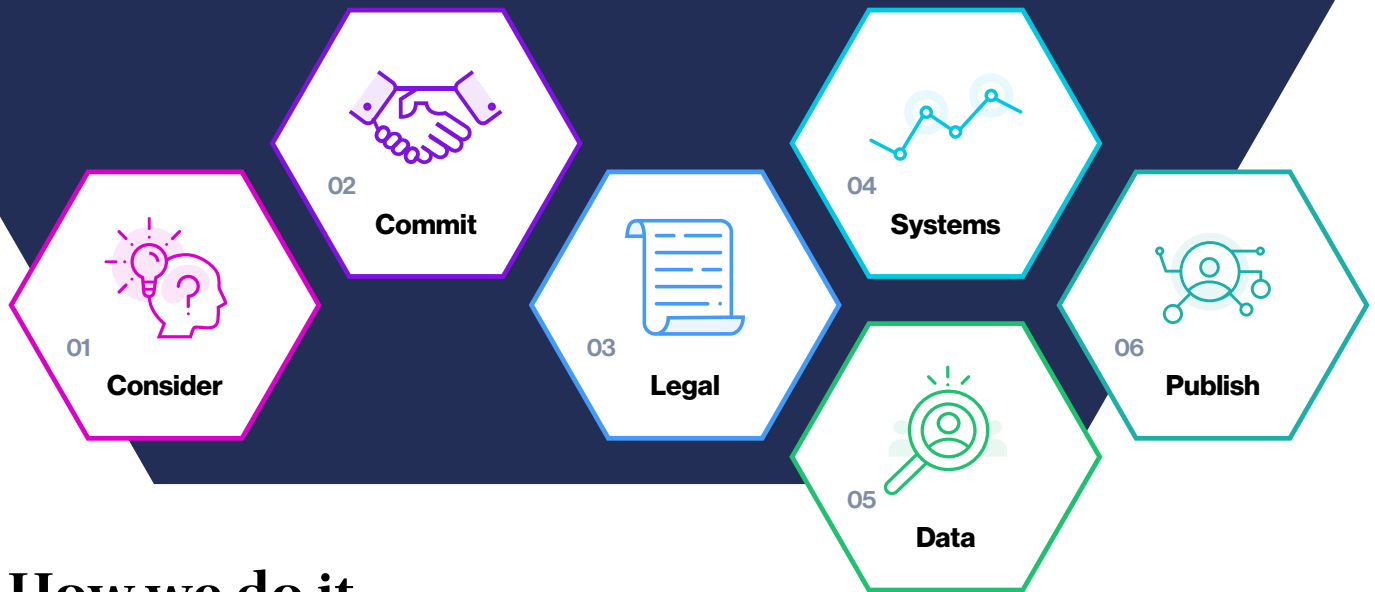 01
Consider
02
Commit
03
Legal
04
Systems
05
Data
06
Publish
How we do it